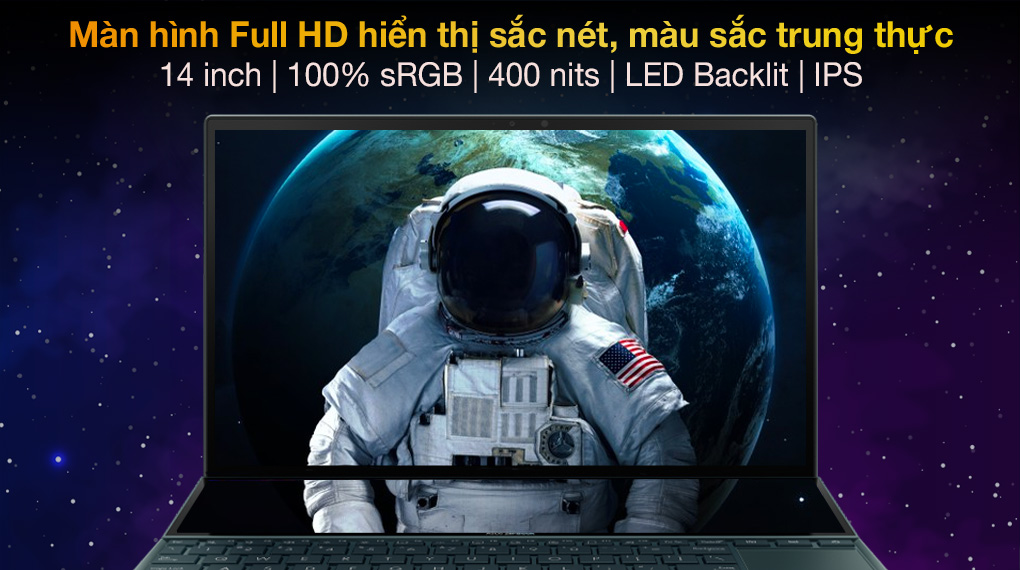 Màn hình Full HD hiển thị sắc nét, màu sắc trung thực
14 inch | 100% sRGB | 400 nits | LED Backlit | IPS